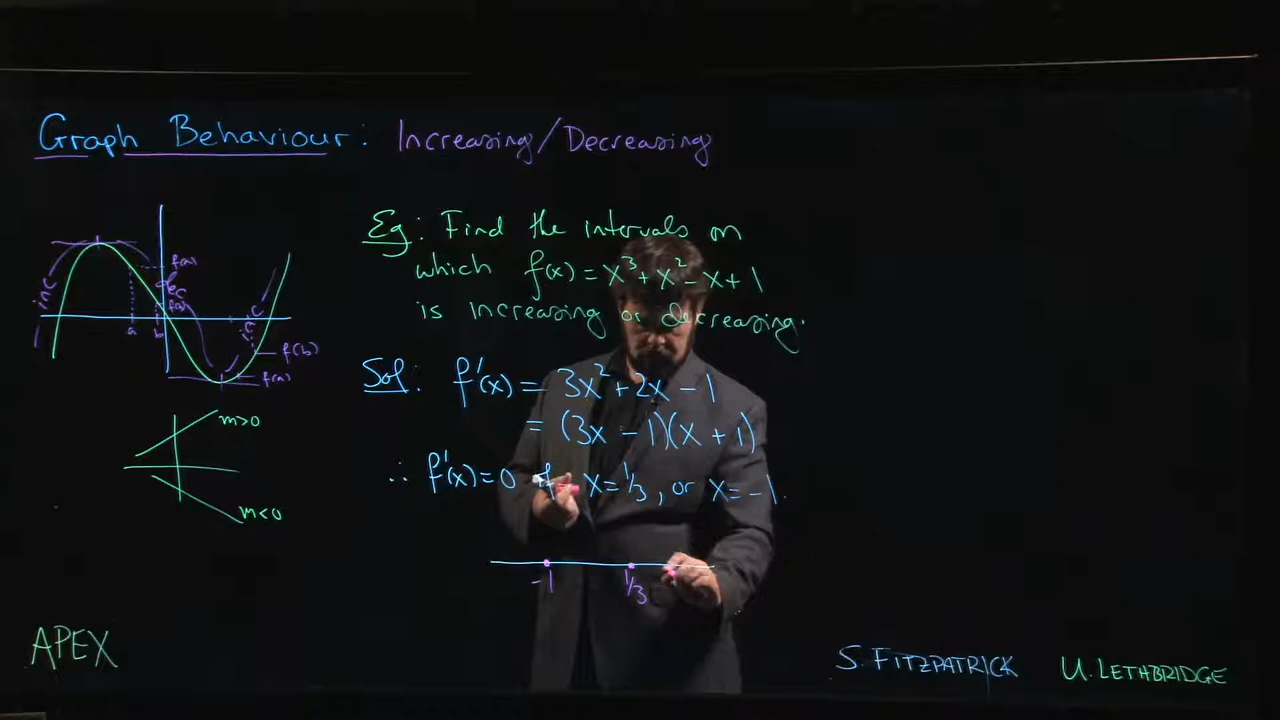 Graph Behaviour: Increasing/Decreasing
inc
dec
f(a)
f(b)
a b
inc
f(b)
f(a)
m>0
m<0
Eg: Find the intervals on
which f(x) = x³ + x² - x + 1
is increasing or decreasing.
Sol: f'(x) = 3x² + 2x - 1
= (3x - 1)(x + 1)
∴ f'(x) = 0 if x = 1/3, or x = -1.
-1 1/3
APEX
S. FITZPATRICK U. LETHBRIDGE